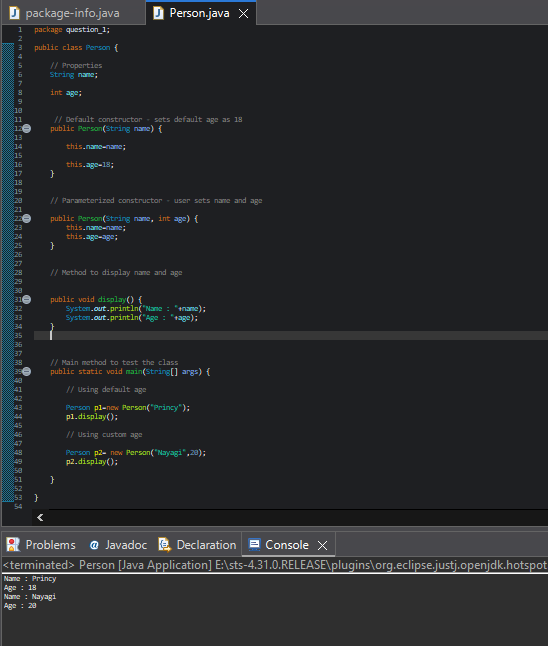 package-info.java
Person.java
1 package question_1;
2
3 public class Person {
4
5 // Properties
6 String name;
7
8 int age;
9
10
11 // Default constructor - sets default age as 18
12 public Person(String name) {
13
14 this.name=name;
15
16 this.age=18;
17 }
18
19
20 // Parameterized constructor - user sets name and age
21
22 public Person(String name, int age) {
23 this.name=name;
24 this.age=age;
25 }
26
27
28 // Method to display name and age
29
30
31 public void display() {
32 System.out.println("Name : "+name);
33 System.out.println("Age : "+age);
34 }
35
36
37
38 // Main method to test the class
39 public static void main(String[] args) {
40
41 // Using default age
42
43 Person p1=new Person("Princy");
44 p1.display();
45
46 // Using custom age
47
48 Person p2= new Person("Nayagi",20);
49 p2.display();
50
51 }
52
53 }
54
Problems @ Javadoc Declaration Console
<terminated> Person [Java Application] E:\sts-4.31.0.RELEASE\plugins\org.eclipse.justj.openjdk.hotspot
Name : Princy
Age : 18
Name : Nayagi
Age : 20